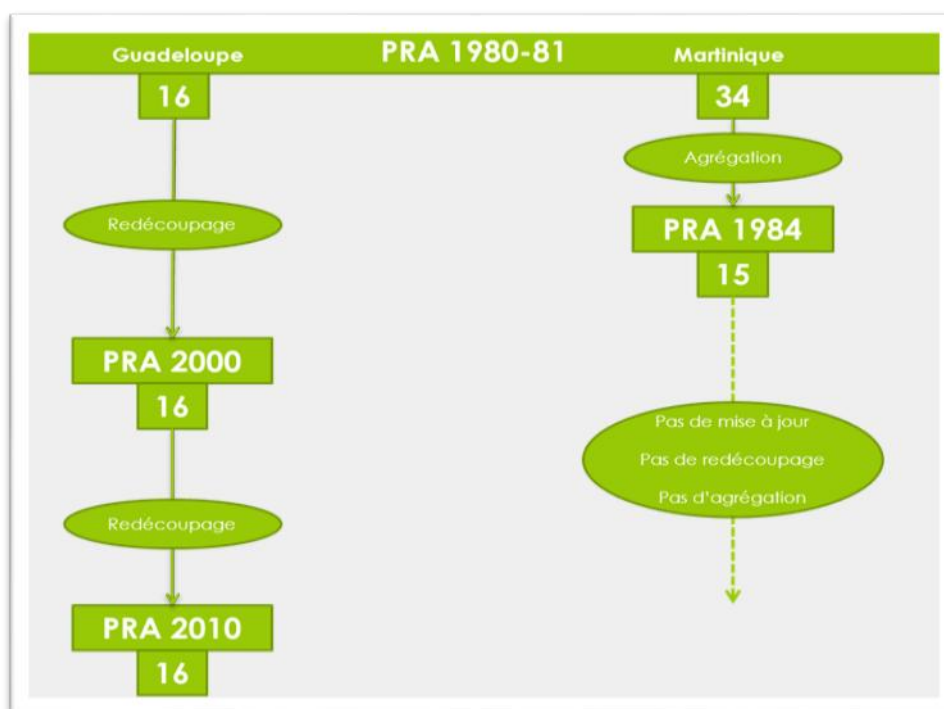 Guadeloupe PRA 1980-81 Martinique
16
34
Agrégation
Redécoupage
PRA 1984
15
PRA 2000
16
Pas de mise à jour
Pas de redécoupage
Pas d'agrégation
Redécoupage
PRA 2010
16